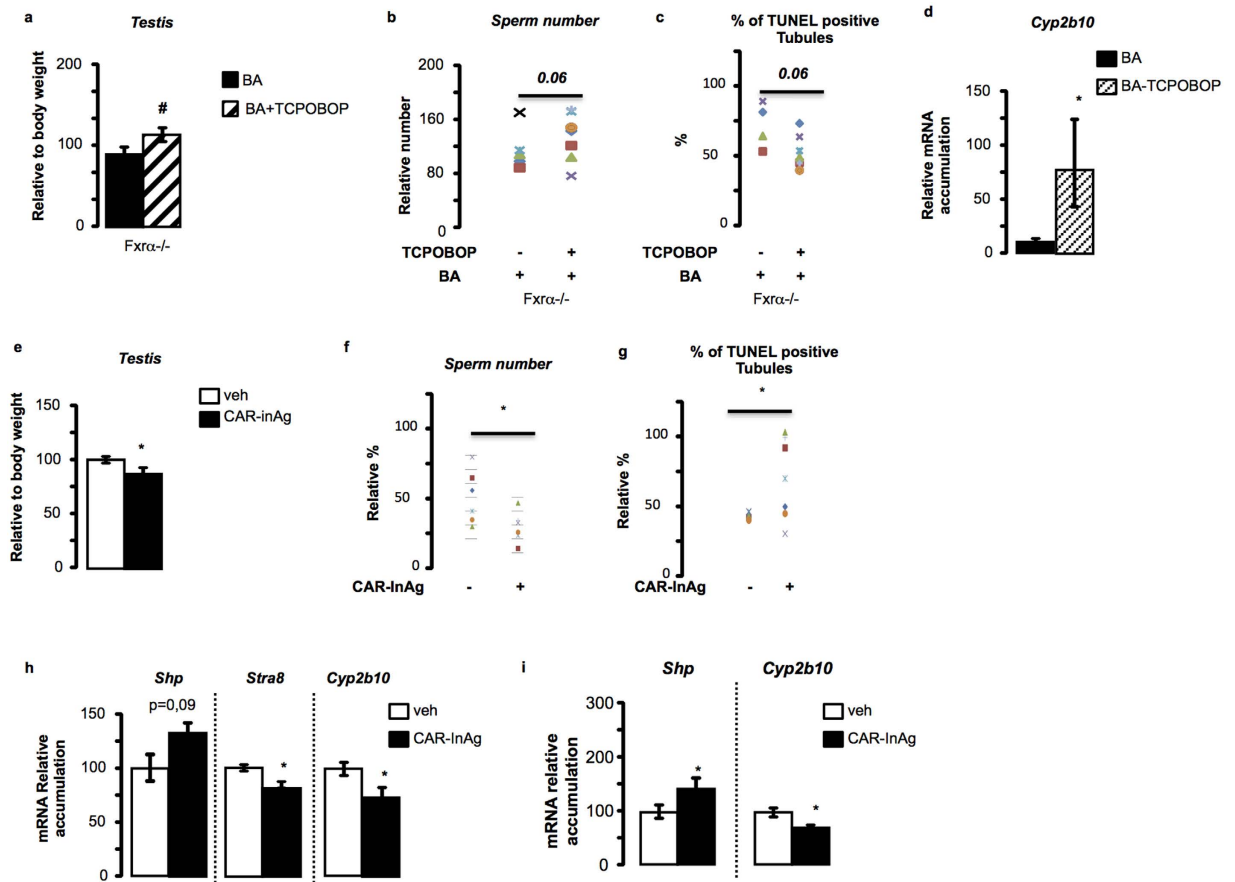 a
Testis
Relative to body weight
200
100
0
#
Fxrα-/-
BA
BA+TCPOBOP
b
Sperm number
0.06
Relative number
200
160
120
80
0
TCPOBOP - +
BA + +
Fxrα-/-
c
% of TUNEL positive
Tubules
0.06
%
100
50
0
TCPOBOP - +
BA + +
Fxrα-/-
d
Cyp2b10
BA
BA-TCPOBOP
Relative mRNA
accumulation
150
100
75
50
0
*
Fxrα-/-
e
Testis
Relative to body weight
150
100
50
0
*
veh
CAR-inAg
f
Sperm number
*
Relative %
100
50
0
CAR-InAg - +
g
% of TUNEL positive
Tubules
*
Relative %
100
50
0
CAR-InAg - +
h
Shp Stra8 Cyp2b10
p=0,09
mRNA Relative
accumulation
150
100
50
0
*
*
veh
CAR-InAg
i
Shp Cyp2b10
mRNA relative
accumulation
300
200
100
0
*
*
veh
CAR-InAg